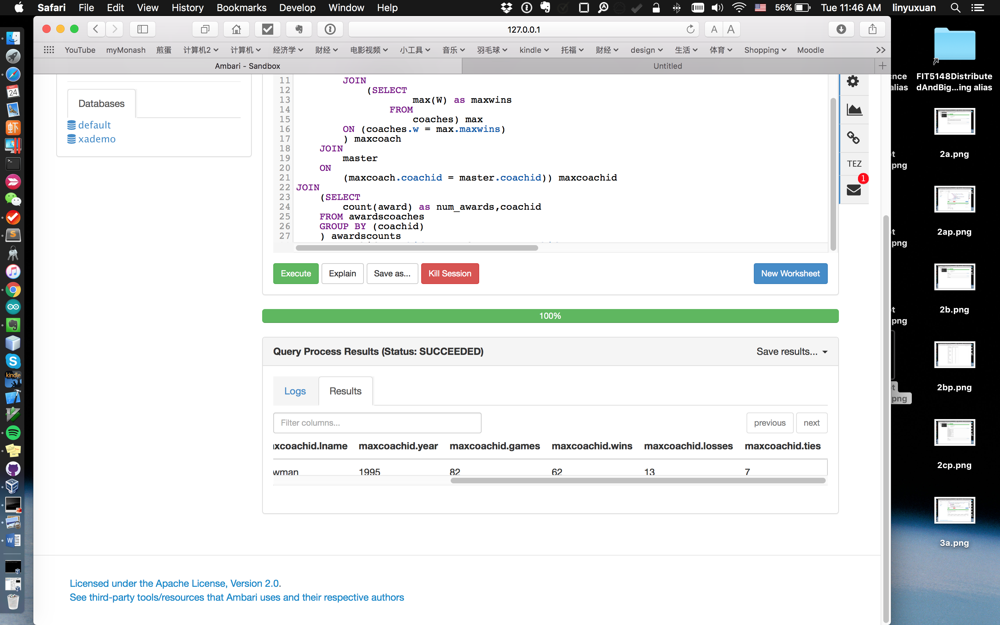 Safari File Edit View History Bookmarks Develop Window Help 56% Tue 11:46 AM linyuxuan
127.0.0.1
A A
YouTube myMonash 煎蛋 计算机2 计算机 经济学 财经 电影视频 小工具 音乐 羽毛球 kindle 托福 财经 design 生活 体育 Shopping Moodle
Ambari - Sandbox
Untitled
Databases
default
xademo
11 JOIN
12 (SELECT
13 max(W) as maxwins
14 FROM
15 coaches) max
16 ON (coaches.w = max.maxwins)
17 ) maxcoach
18 JOIN
19 master
20 ON
21 (maxcoach.coachid = master.coachid)) maxcoachid
22 JOIN
23 (SELECT
24 count(award) as num_awards,coachid
25 FROM awardscoaches
26 GROUP BY (coachid)
27 ) awardscounts
TEZ
1
Execute Explain Save as... Kill Session New Worksheet
100%
Query Process Results (Status: SUCCEEDED) Save results...
Logs Results
Filter columns... previous next
xcoachid.lname maxcoachid.year maxcoachid.games maxcoachid.wins maxcoachid.losses maxcoachid.ties
wman 1995 82 62 13 7
Licensed under the Apache License, Version 2.0.
See third-party tools/resources that Ambari uses and their respective authors
MAY
24
虾
kindle
nce
alias
FIT5148Distribute
dAndBig...ing alias
2a.png
t
png
2ap.png
t
png
2b.png
t
png
2bp.png
t
png
2cp.png
3a.png